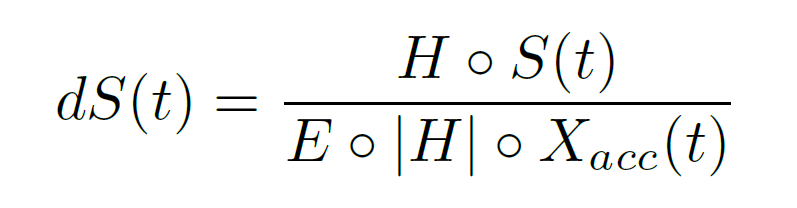 dS(t) = \frac{H \circ S(t)}{E \circ |H| \circ X_{acc}(t)}